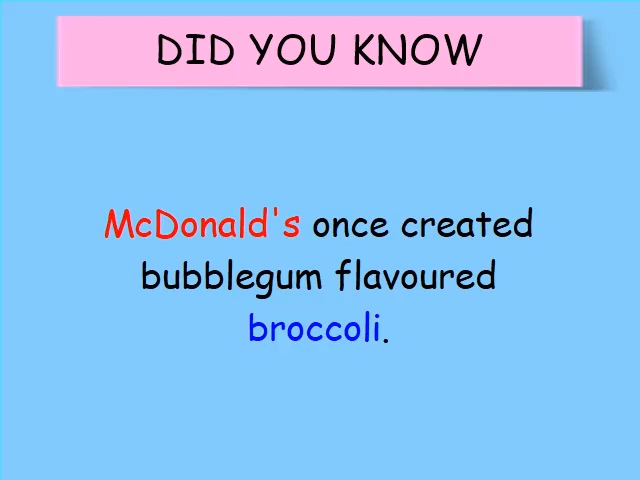 DID YOU KNOW
McDonald's once created
bubblegum flavoured
broccoli.